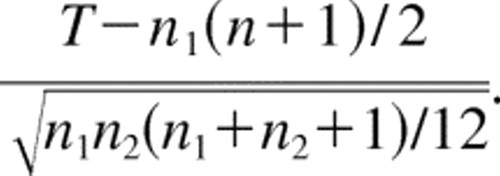 T − n₁(n + 1) / 2
√n₁n₂(n₁+n₂+1)/12.